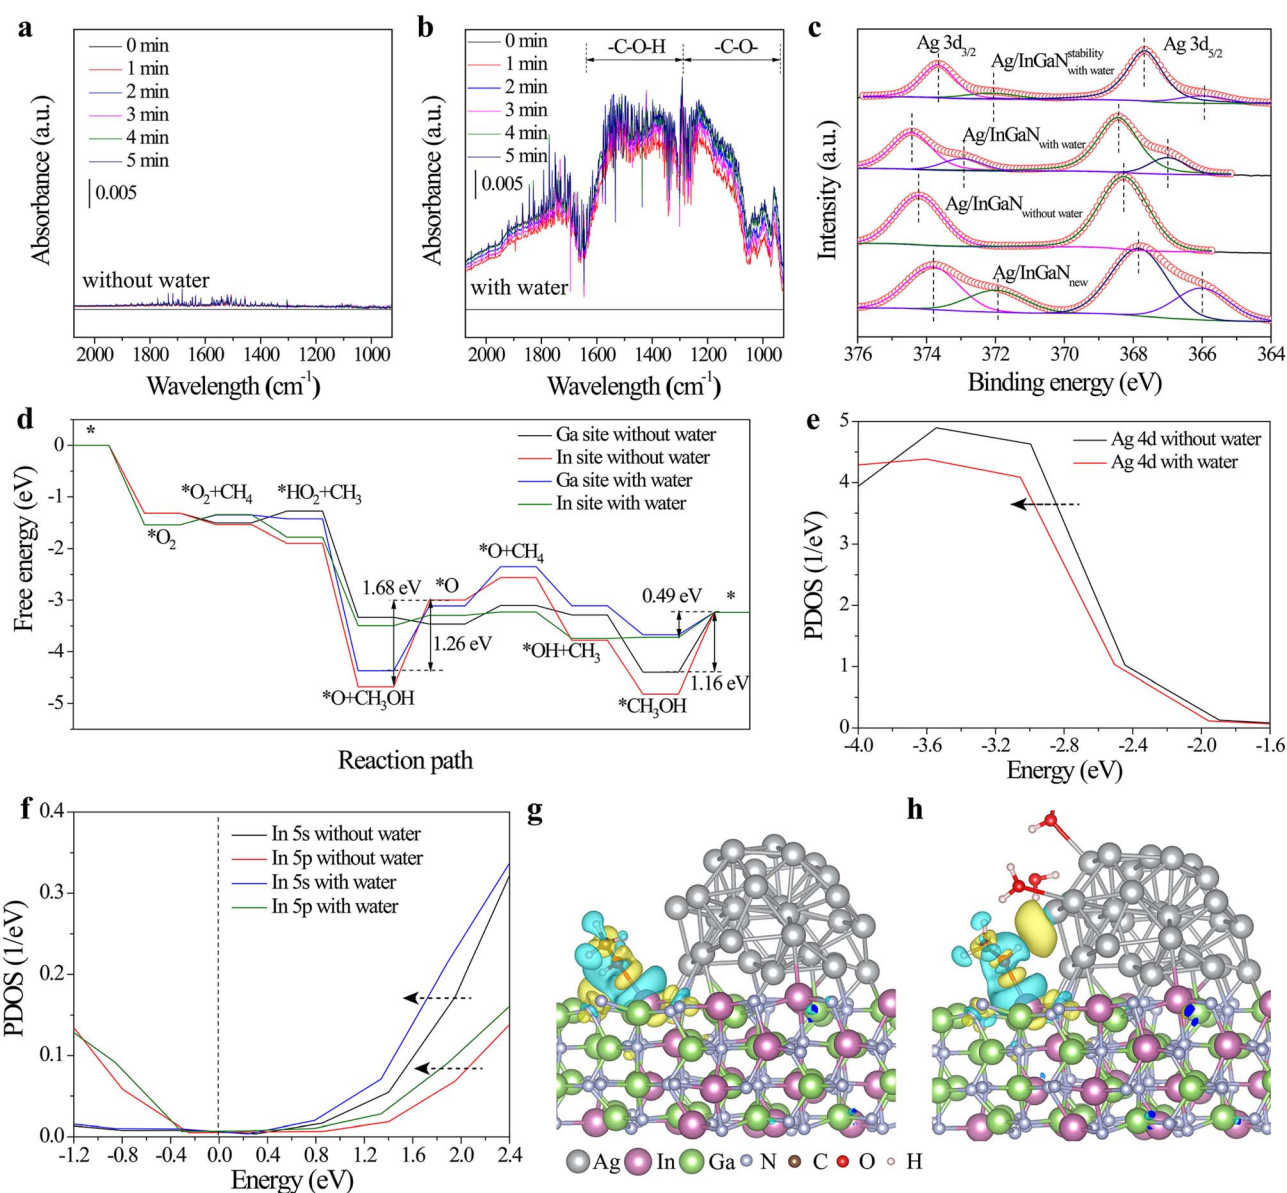 a
0 min
1 min
2 min
3 min
4 min
5 min
0.005
without water
Absorbance (a.u.)
2000 1800 1600 1400 1200 1000
Wavelength (cm-1)
b
0 min
1 min
2 min
3 min
4 min
5 min
0.005
-C-O-H
-C-O-
with water
Absorbance (a.u.)
2000 1800 1600 1400 1200 1000
Wavelength (cm-1)
c
Ag 3d3/2
Ag 3d5/2
Ag/InGaN stability with water
Ag/InGaN with water
Ag/InGaN without water
Ag/InGaN new
Intensity (a.u.)
376 374 372 370 368 366 364
Binding energy (eV)
d
Ga site without water
In site without water
Ga site with water
In site with water
*
*O2
*O2+CH4
*HO2+CH3
*O+CH3OH
1.68 eV
*O
1.26 eV
*O+CH4
*OH+CH3
0.49 eV
*CH3OH
1.16 eV
*
0
-1
-2
-3
-4
-5
Free energy (eV)
Reaction path
e
Ag 4d without water
Ag 4d with water
5
4
3
2
1
0
PDOS (1/eV)
-4.0 -3.6 -3.2 -2.8 -2.4 -2.0 -1.6
Energy (eV)
f
In 5s without water
In 5p without water
In 5s with water
In 5p with water
0.4
0.3
0.2
0.1
0.0
PDOS (1/eV)
-1.2 -0.8 -0.4 0.0 0.4 0.8 1.2 1.6 2.0 2.4
Energy (eV)
g
h
Ag In Ga N C O H